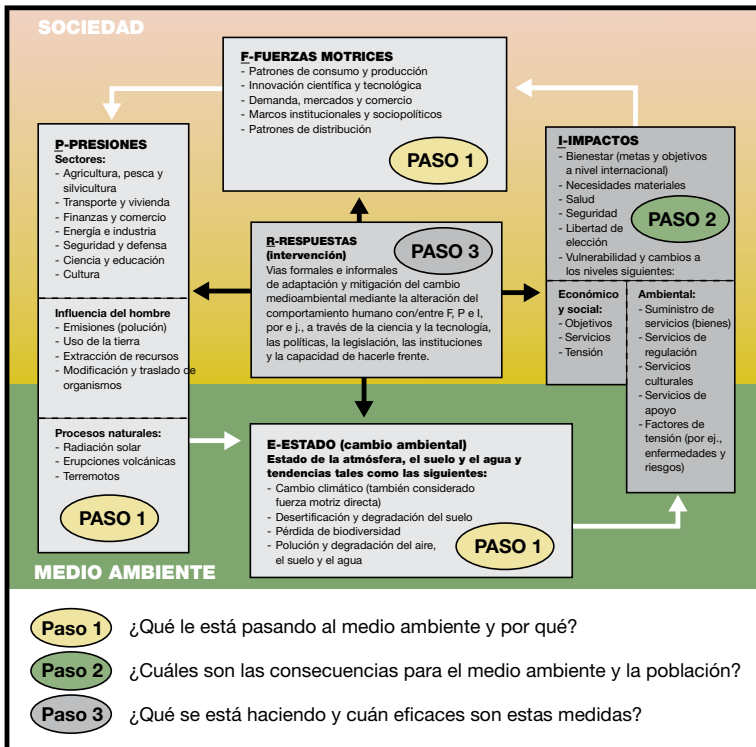 SOCIEDAD
F-FUERZAS MOTRICES
- Patrones de consumo y producción
- Innovación científica y tecnológica
- Demanda, mercados y comercio
- Marcos institucionales y sociopolíticos
- Patrones de distribución
PASO 1
P-PRESIONES
Sectores:
- Agricultura, pesca y
silvicultura
- Transporte y vivienda
- Finanzas y comercio
- Energía e industria
- Seguridad y defensa
- Ciencia y educación
- Cultura
Influencia del hombre
- Emisiones (polución)
- Uso de la tierra
- Extracción de recursos
- Modificación y traslado de
organismos
Procesos naturales:
- Radiación solar
- Erupciones volcánicas
- Terremotos
PASO 1
R-RESPUESTAS
(intervención)
PASO 3
Vias formales e informales
de adaptación y mitigación del cambio
medioambiental mediante la alteración del
comportamiento humano con/entre F, P e I,
por e j., a través de la ciencia y la tecnología,
las políticas, la legislación, las instituciones
y la capacidad de hacerle frente.
I-IMPACTOS
- Bienestar (metas y objetivos
a nivel internacional)
- Necesidades materiales
- Salud
- Seguridad
- Libertad de
elección
- Vulnerabilidad y cambios a
los niveles siguientes:
PASO 2
Económico
y social:
- Objetivos
- Servicios
- Tensión
Ambiental:
- Suministro de
servicios (bienes)
- Servicios de
regulación
- Servicios
culturales
- Servicios de
apoyo
- Factores de
tensión (por ej.,
enfermedades y
riesgos)
E-ESTADO (cambio ambiental)
Estado de la atmósfera, el suelo y el agua y
tendencias tales como las siguientes:
- Cambio climático (también considerado
fuerza motriz directa)
- Desertificación y degradación del suelo
- Pérdida de biodiversidad
- Polución y degradación del aire,
el suelo y el agua
PASO 1
MEDIO AMBIENTE
Paso 1 ¿Qué le está pasando al medio ambiente y por qué?
Paso 2 ¿Cuáles son las consecuencias para el medio ambiente y la población?
Paso 3 ¿Qué se está haciendo y cuán eficaces son estas medidas?